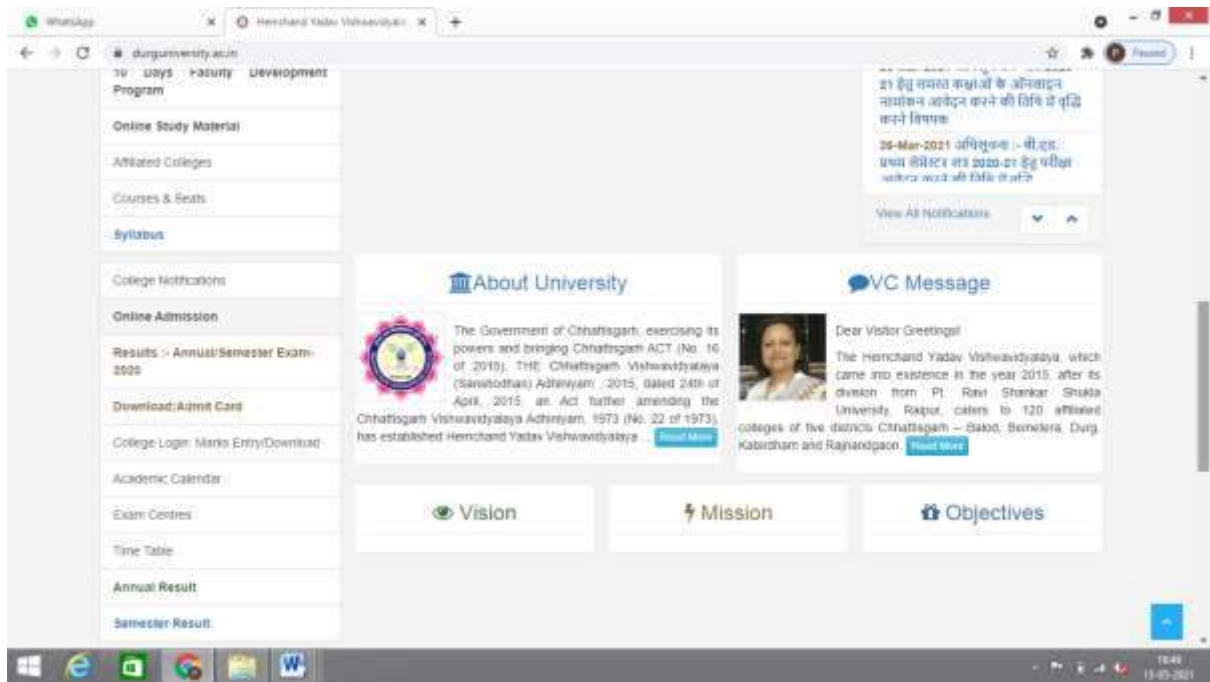 WhatsApp
Hemchand Yadav Vishwavidyala
durguniversity.ac.in
Paused
10 Days Faculty Development
Program
Online Study Material
Affiliated Colleges
Courses & Seats
Syllabus
College Notifications
Online Admission
Results :- Annual/Semester Exam-
2020
Download:Admit Card
College Login: Marks Entry/Download
Academic Calendar
Exam Centres
Time Table
Annual Result
Semester Result
21 हेतु समस्त कक्षाओं के ऑनलाइन
नामांकन आवेदन करने की तिथि में वृद्धि
करने विषयक
26-Mar-2021 अधिसूचना :- बी.एड.
प्रथम सेमेस्टर सत्र 2020-21 हेतु परीक्षा
आवेदन करने की तिथि में वृद्धि
View All Notifications
About University
The Government of Chhattisgarh, exercising its
powers and bringing Chhattisgarh ACT (No. 16
of 2015), THE Chhattisgarh Vishwavidyalaya
(Sanshodhan) Adhiniyam 2015, dated 24th of
April, 2015, an Act further amending the
Chhattisgarh Vishwavidyalaya Adhiniyam, 1973 (No. 22 of 1973),
has established Hemchand Yadav Vishwavidyalaya ... Read More
VC Message
Dear Visitor Greetings!
The Hemchand Yadav Vishwavidyalaya, which
came into existence in the year 2015, after its
division from Pt. Ravi Shankar Shukla
University, Raipur, caters to 120 affiliated
colleges of five districts Chhattisgarh – Balod, Bemetera, Durg,
Kabirdham and Rajnandgaon. Read More
Vision
Mission
Objectives
15-05-2021